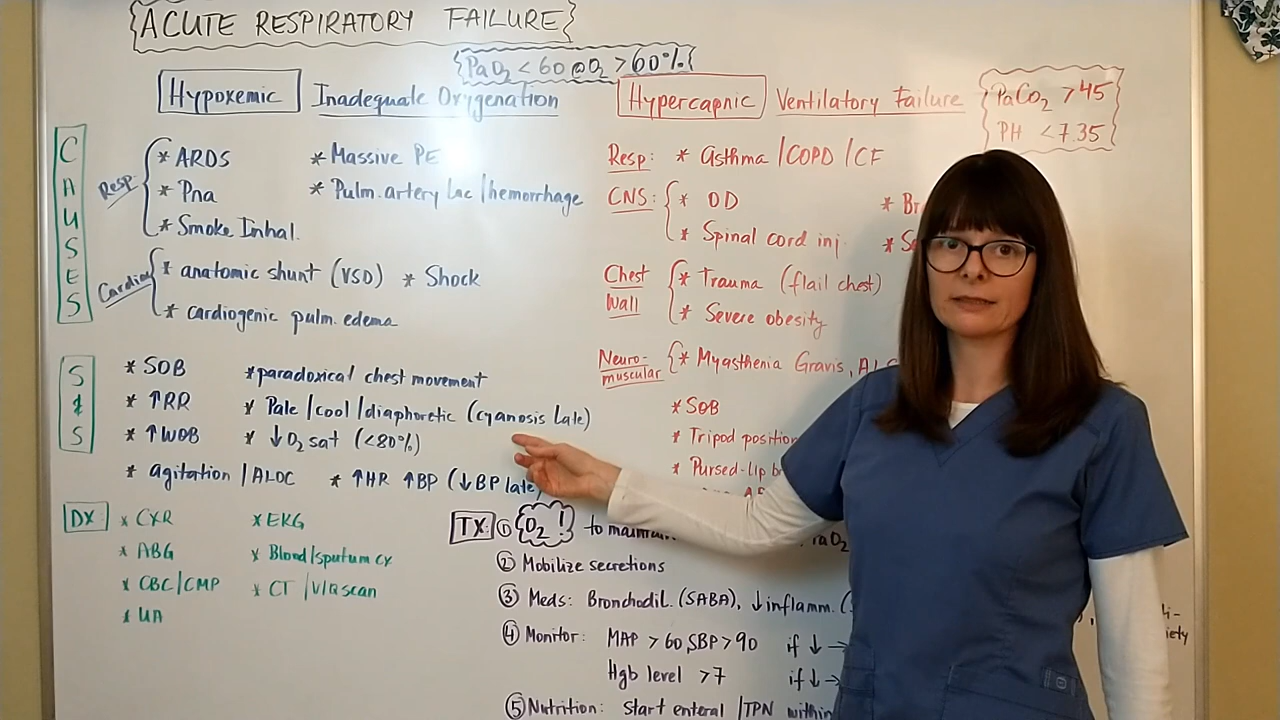 ACUTE RESPIRATORY FAILURE
PaO₂ < 60 @O₂ >60%
Hypoxemic Inadequate Oxygenation
Hypercapnic Ventilatory Failure
PaCO₂ >45
PH <7.35
CAUSES
Resp:
* ARDS * Massive PE
* Pna * Pulm. artery Lac/hemorrhage
* Smoke Inhal.
Cardiac
* anatomic shunt (VSD) * Shock
* cardiogenic pulm. edema
Resp: * Asthma/COPD/CF
CNS: * OD * Br
* Spinal cord inj.
Chest Wall
* Trauma (flail chest)
* Severe obesity
Neuro-
muscular * Myasthenia Gravis,
S&S
* SOB * paradoxical chest movement
* ↑RR * Pale/cool/diaphoretic (cyanosis Late)
* ↑WOB * ↓O₂ sat (<80%)
* agitation/ALOC * ↑HR ↑BP (↓BP late
* SOB
* Tripod position
* Pursed-lip b
DX
* CXR * EKG
* ABG * Blood/sputum cx
* CBC/CMP * CT/V/Q scan
* UA
TX: ① O₂! to maintain PaO₂
② Mobilize secretions
③ Meds: Bronchodil. (SABA), ↓inflamm. (
④ Monitor: MAP >60, SBP >90 if ↓ →
Hgb level >7 if ↓ →
⑤ Nutrition: Start enteral/TPN within